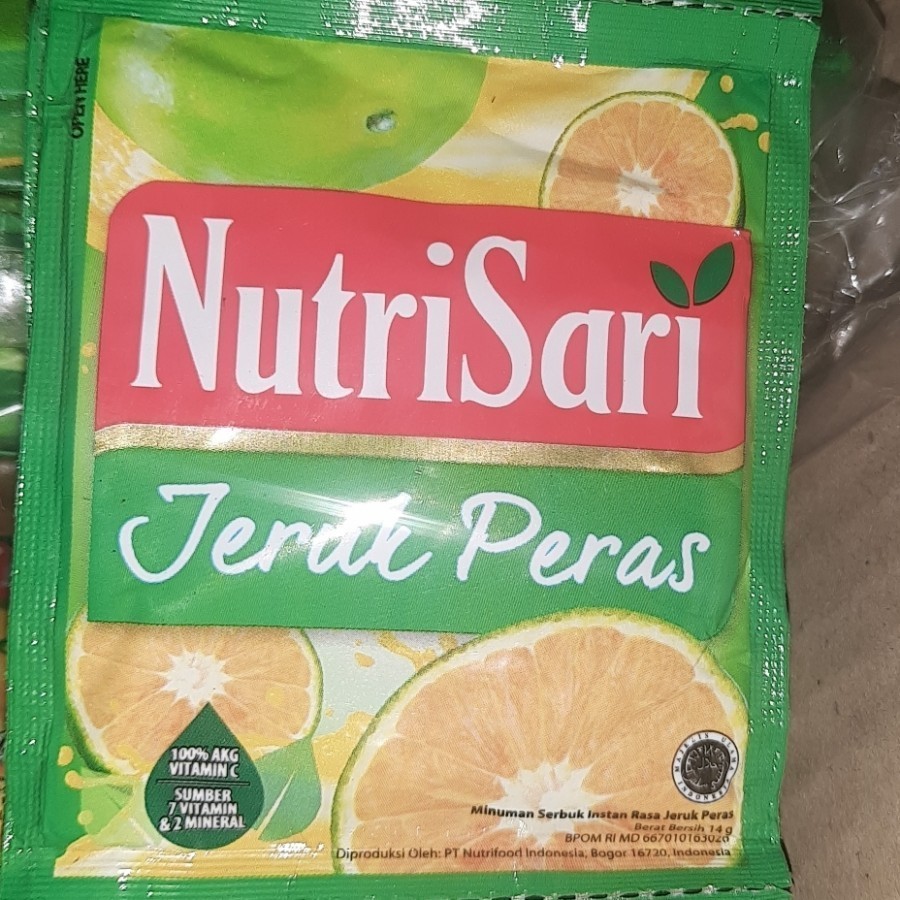 OPEN HERE
NutriSari
Jeruk Peras
100% AKG
VITAMIN C
SUMBER
7 VITAMIN
& 2 MINERAL
Minuman Serbuk Instan Rasa Jeruk Peras
Berat Bersih 14 g
BPOM RI MD 667010163026
Diproduksi Oleh: PT Nutrifood Indonesia, Bogor 16720, Indonesia